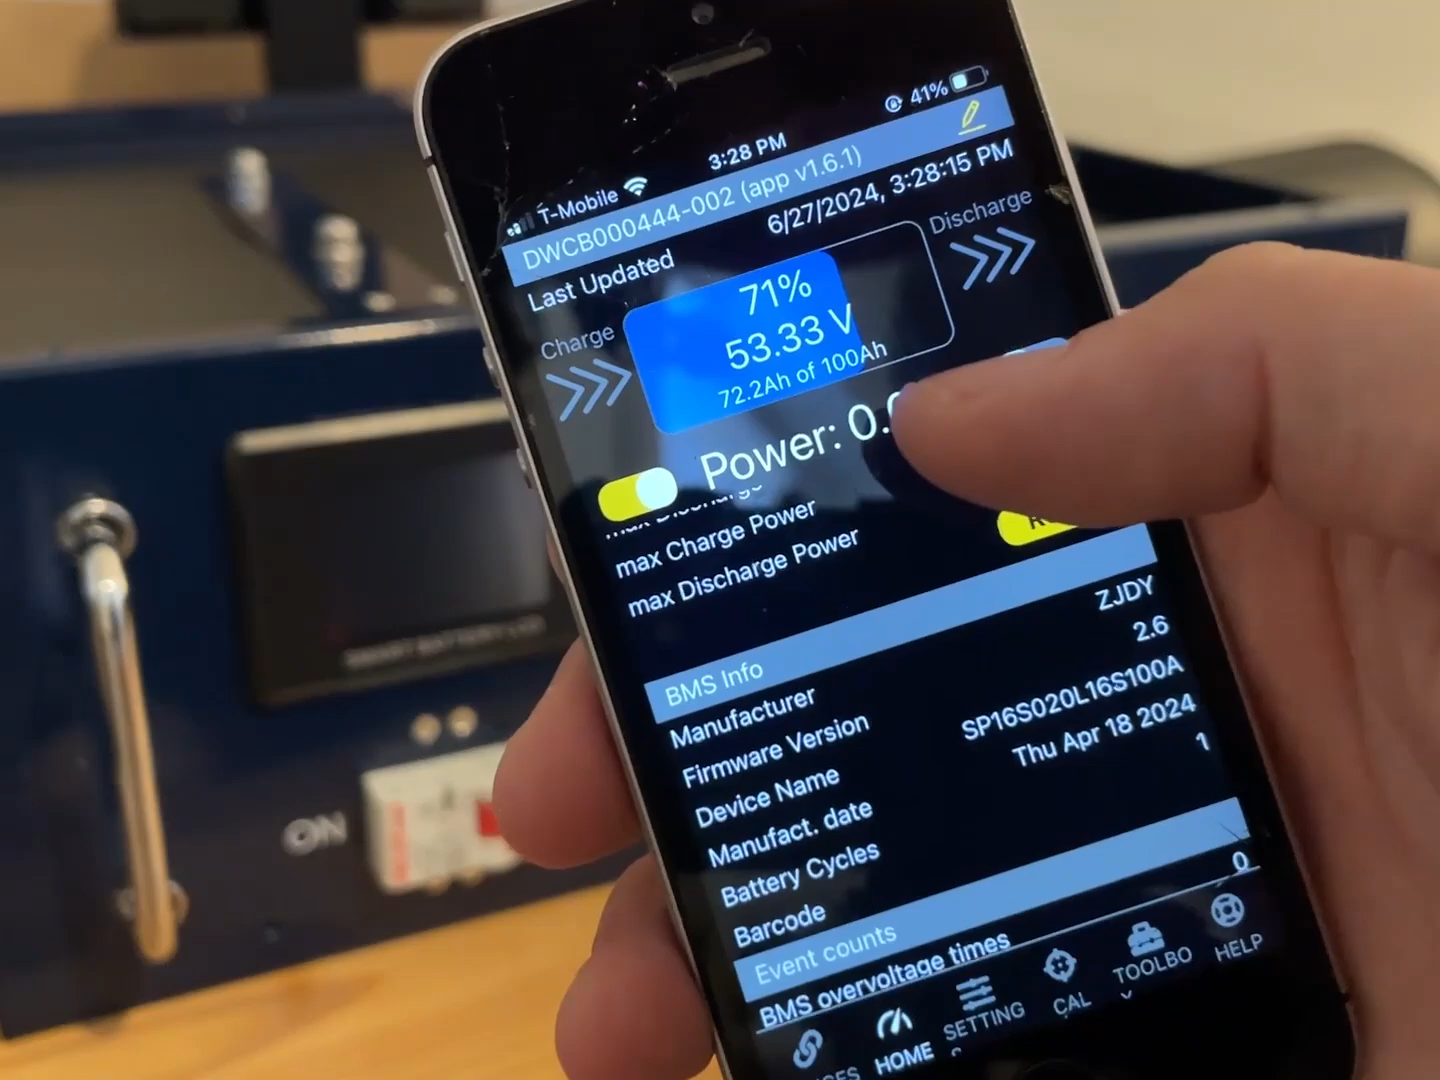 41%
3:28 PM
T-Mobile
DWCB000444-002 (app v1.6.1)
Last Updated 6/27/2024, 3:28:15 PM
Charge
Discharge
71%
53.33 V
72.2Ah of 100Ah
Power: 0.
max Charge Power
max Discharge Power
BMS Info
Manufacturer ZJDY
Firmware Version 2.6
Device Name SP16S020L16S100A
Manufact. date Thu Apr 18 2024
Battery Cycles 1
Barcode
Event counts
BMS overvoltage times 0
HOME
SETTING
S
CAL
TOOLBO
X
HELP
ON